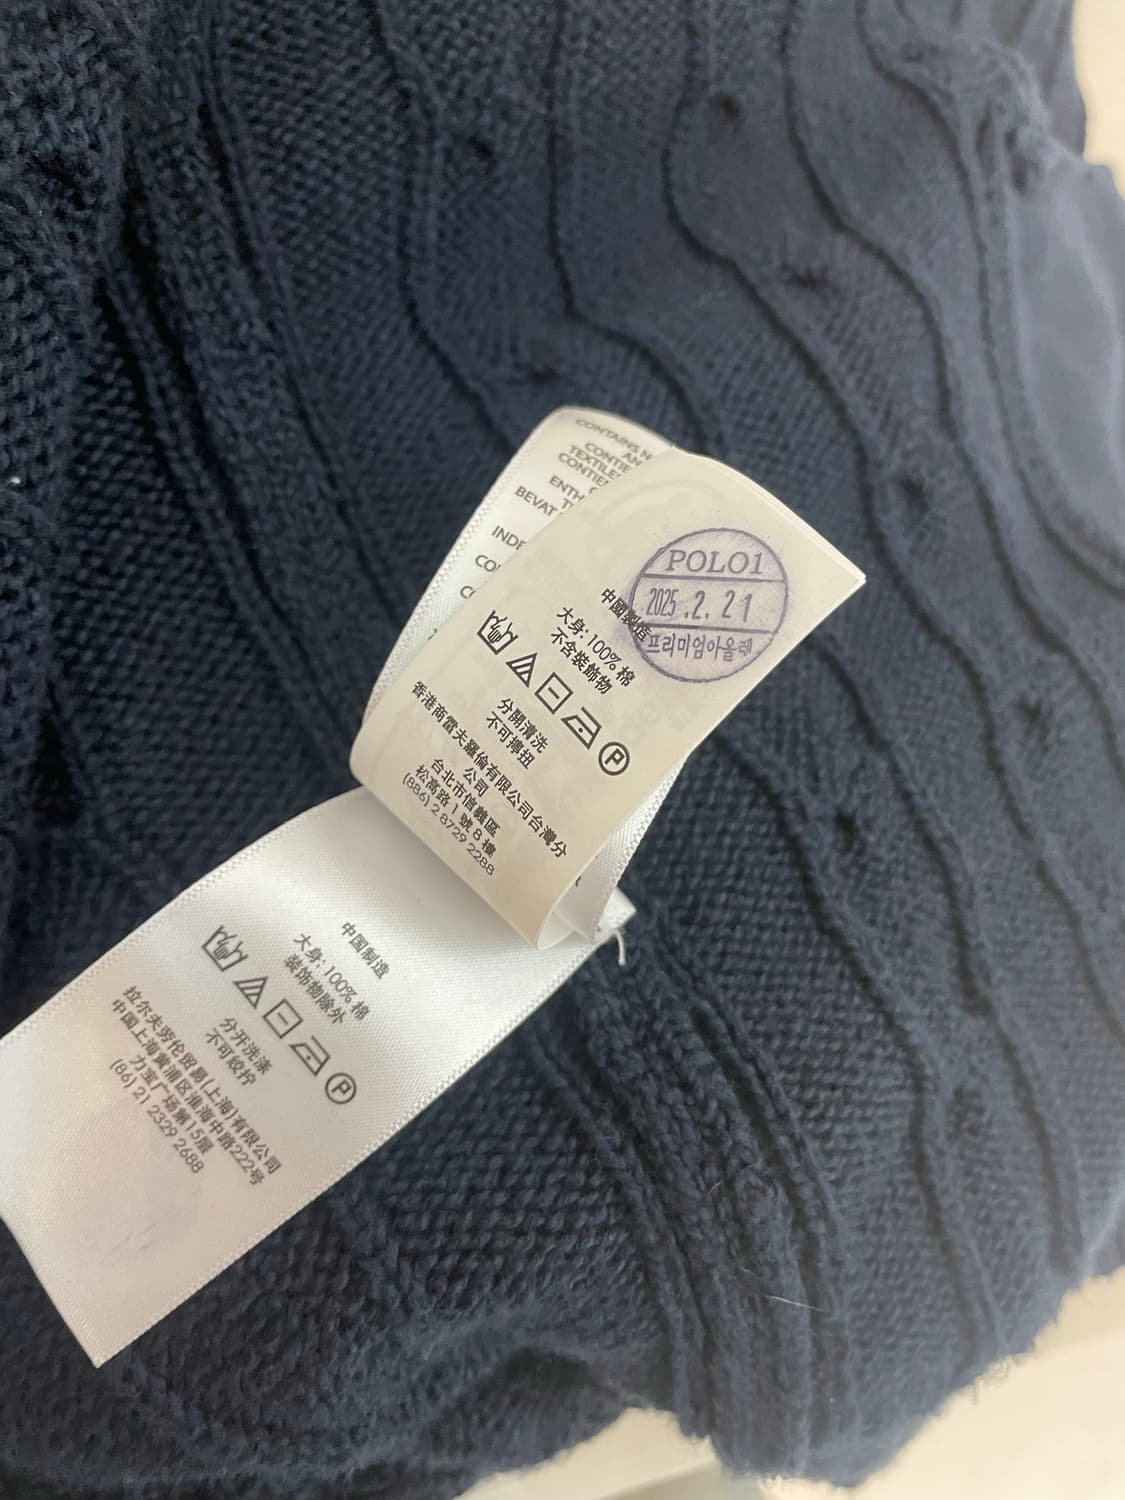 CONTAINS N
AN
CONTIE
TEXTILE
CONTIE
ENTH
BEVAT
INDE
CO
POLO1
2025.2.21
프리미엄아울렛
中國製造
大身: 100% 棉
不含裝飾物
分開清洗
不可擰扭
香港商雷夫羅倫有限公司台灣分
公司
台北市信義區
松高路 1 號 8 樓
(886) 2 8729 2288
中国制造
大身: 100% 棉
装饰物除外
分开洗涤
不可绞拧
拉尔夫劳伦贸易(上海)有限公司
中国上海黄浦区淮海中路222号
力宝广场第15层
(86) 21 2329 2688